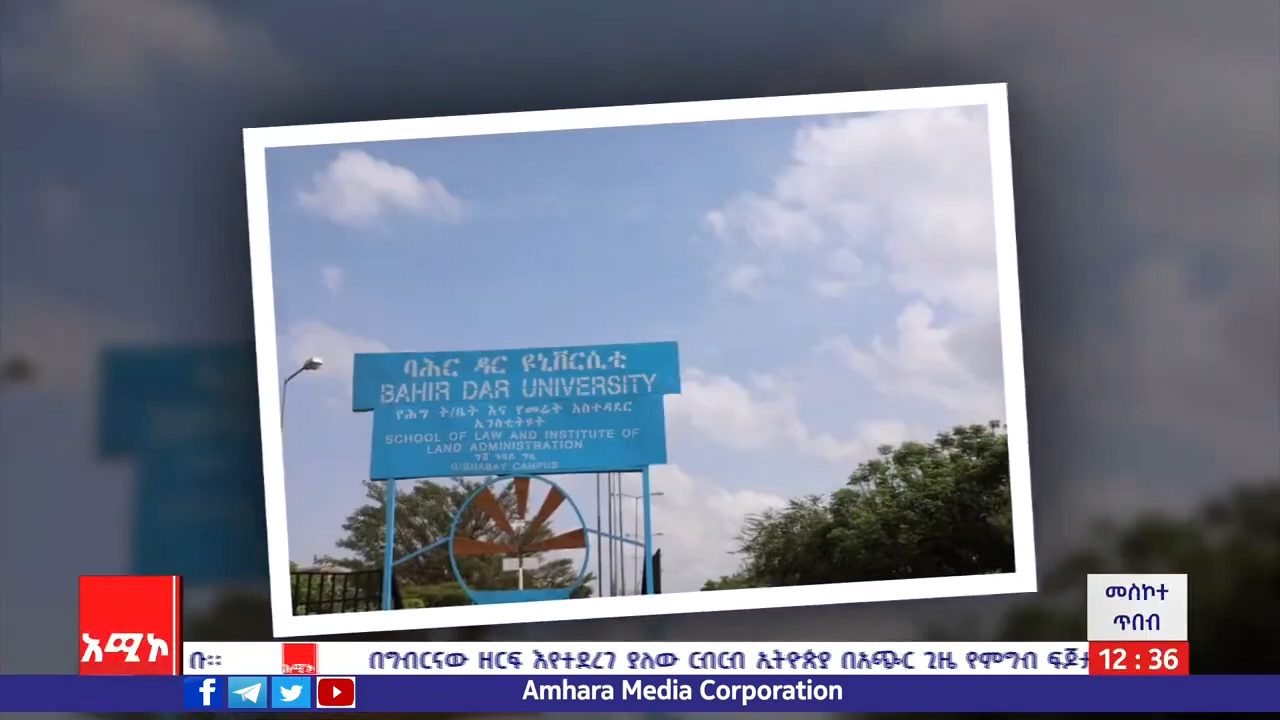 ባሕር ዳር ዩኒቨርሲቲ
BAHIR DAR UNIVERSITY
የሕግ ት/ቤት እና የመሬት አስተዳደር
ኢንስቲትዩት
SCHOOL OF LAW AND INSTITUTE OF
LAND ADMINISTRATION
GISHABAY CAMPUS
መስኮተ
ጥበብ
አሚኮ
ቡ። በግብርናው ዘርፍ እየተደረገ ያለው ርብርብ ኢትዮጵያ በአጭር ጊዜ የምግብ
12 : 36
Amhara Media Corporation